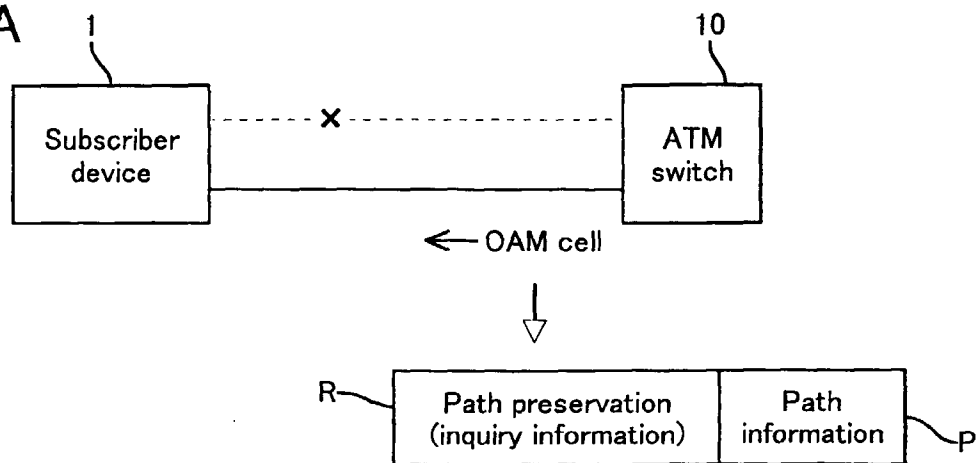 A
1
10
Subscriber
device
ATM
switch
OAM cell
R
Path preservation
(inquiry information)
Path
information
P